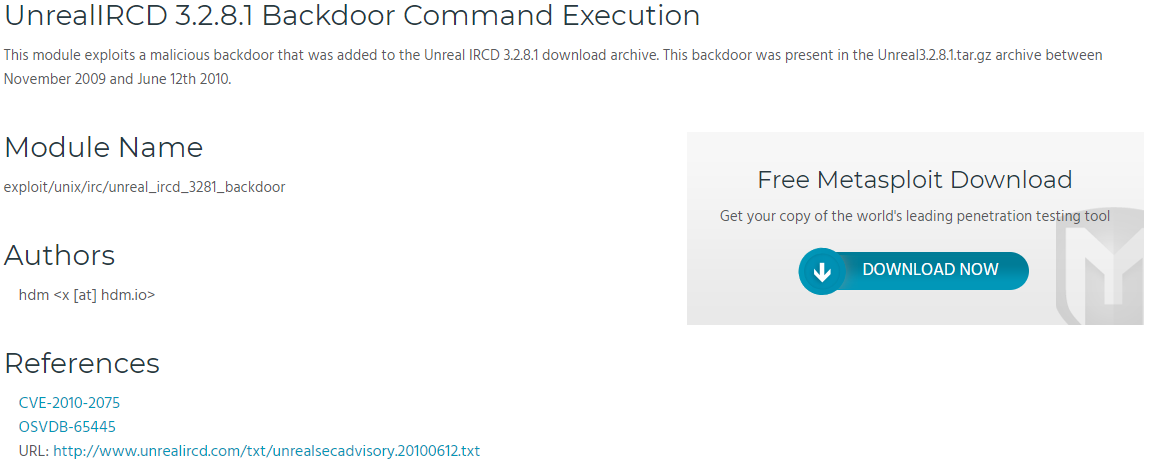 UnrealIRCD 3.2.8.1 Backdoor Command Execution
This module exploits a malicious backdoor that was added to the Unreal IRCD 3.2.8.1 download archive. This backdoor was present in the Unreal3.2.8.1.tar.gz archive between
November 2009 and June 12th 2010.
Module Name
exploit/unix/irc/unreal_ircd_3281_backdoor
Authors
hdm <x [at] hdm.io>
References
CVE-2010-2075
OSVDB-65445
URL: http://www.unrealircd.com/txt/unrealsecadvisory.20100612.txt
Free Metasploit Download
Get your copy of the world's leading penetration testing tool
DOWNLOAD NOW